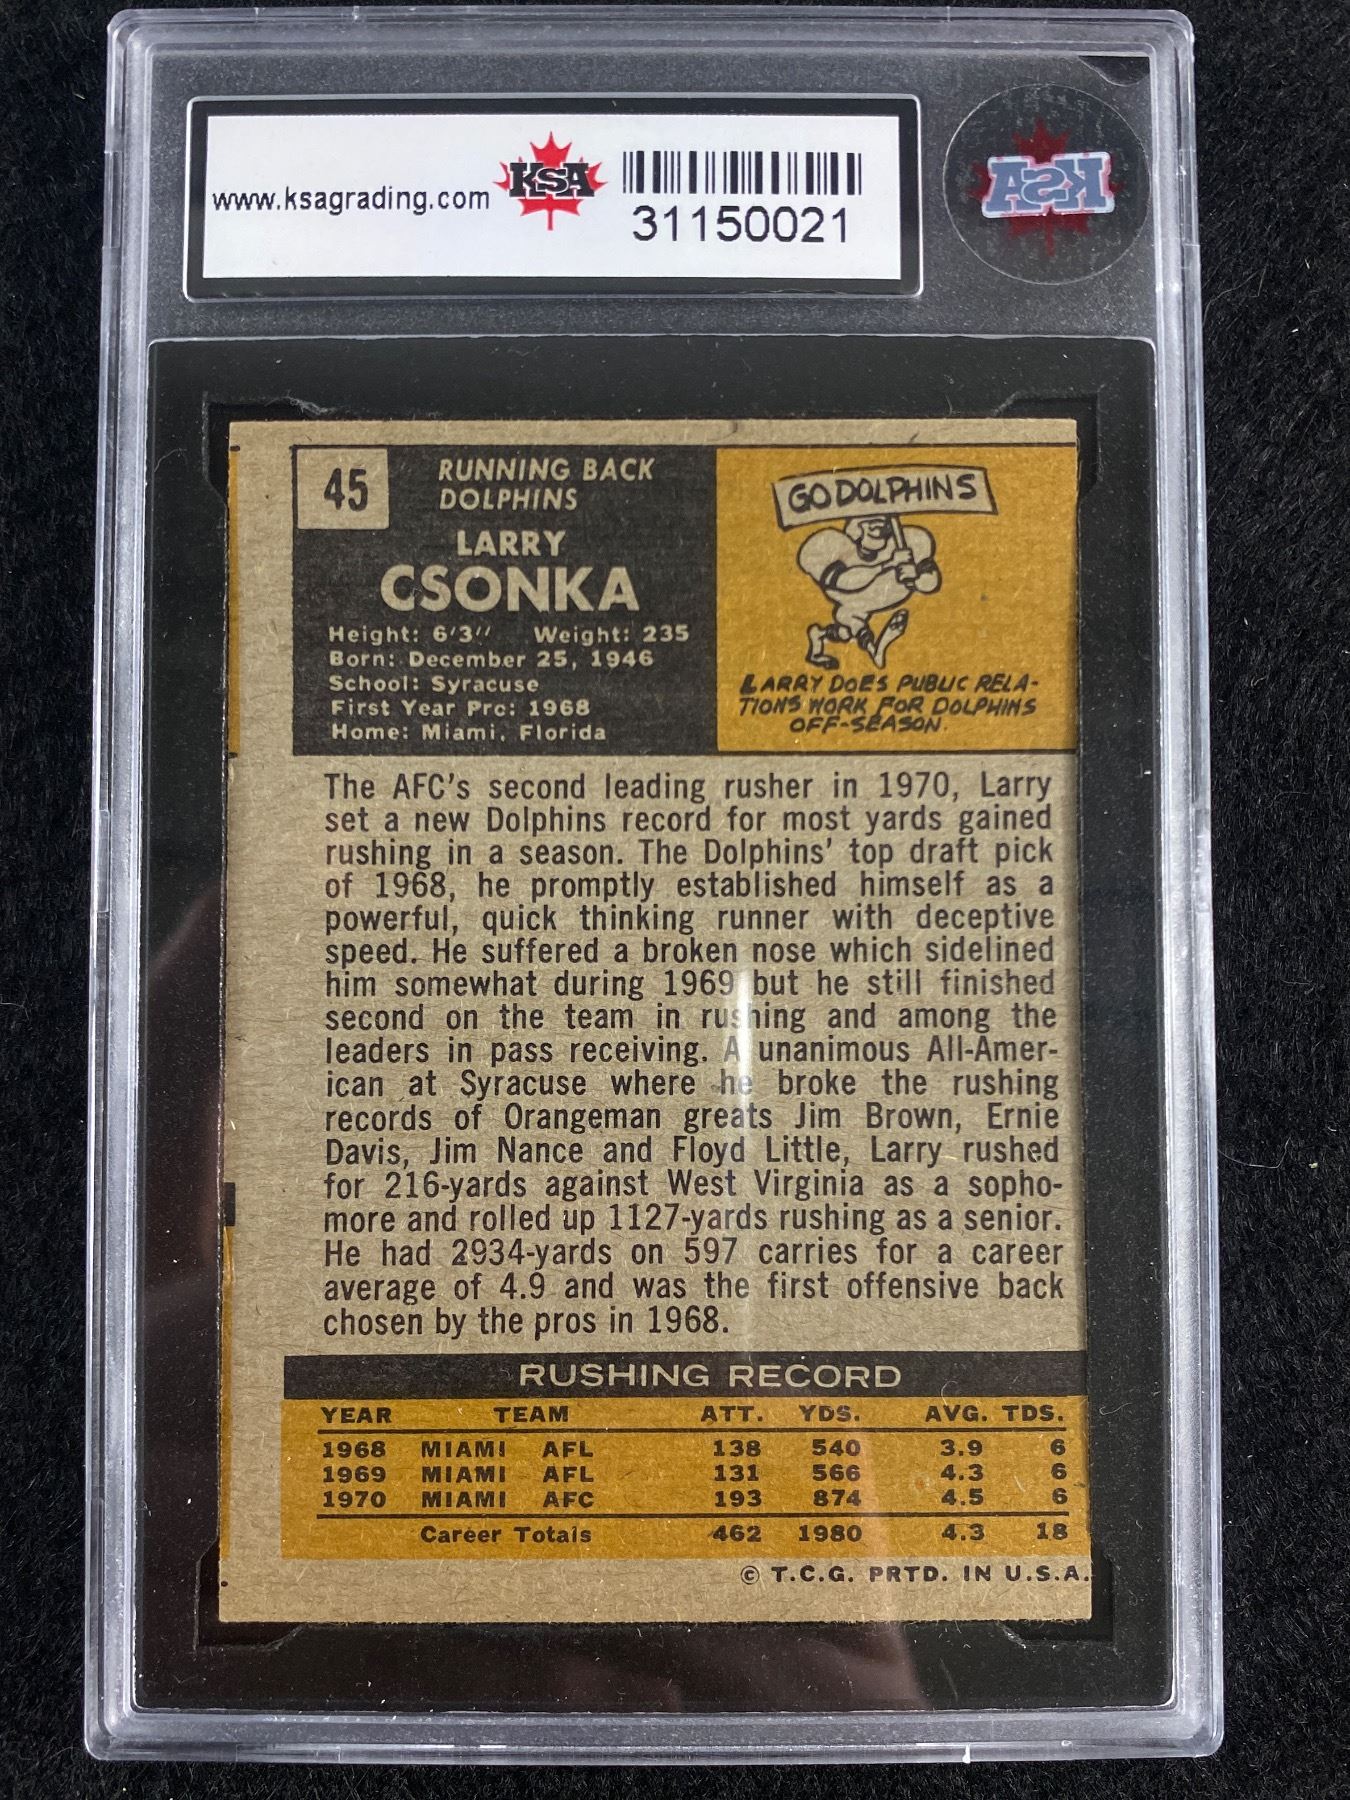 www.ksagrading.com
KSA
31150021
KSA
45
RUNNING BACK
DOLPHINS
LARRY
CSONKA
Height: 6'3" Weight: 235
Born: December 25, 1946
School: Syracuse
First Year Pro: 1968
Home: Miami, Florida
GO DOLPHINS
LARRY DOES PUBLIC RELA-
TIONS WORK FOR DOLPHINS
OFF-SEASON.
The AFC's second leading rusher in 1970, Larry
set a new Dolphins record for most yards gained
rushing in a season. The Dolphins' top draft pick
of 1968, he promptly established himself as a
powerful, quick thinking runner with deceptive
speed. He suffered a broken nose which sidelined
him somewhat during 1969 but he still finished
second on the team in rushing and among the
leaders in pass receiving. A unanimous All-Amer-
ican at Syracuse where he broke the rushing
records of Orangeman greats Jim Brown, Ernie
Davis, Jim Nance and Floyd Little, Larry rushed
for 216-yards against West Virginia as a sopho-
more and rolled up 1127-yards rushing as a senior.
He had 2934-yards on 597 carries for a career
average of 4.9 and was the first offensive back
chosen by the pros in 1968.
RUSHING RECORD
YEAR TEAM ATT. YDS. AVG. TDS.
1968 MIAMI AFL 138 540 3.9 6
1969 MIAMI AFL 131 566 4.3 6
1970 MIAMI AFC 193 874 4.5 6
Career Totals 462 1980 4.3 18
© T.C.G. PRTD. IN U.S.A.